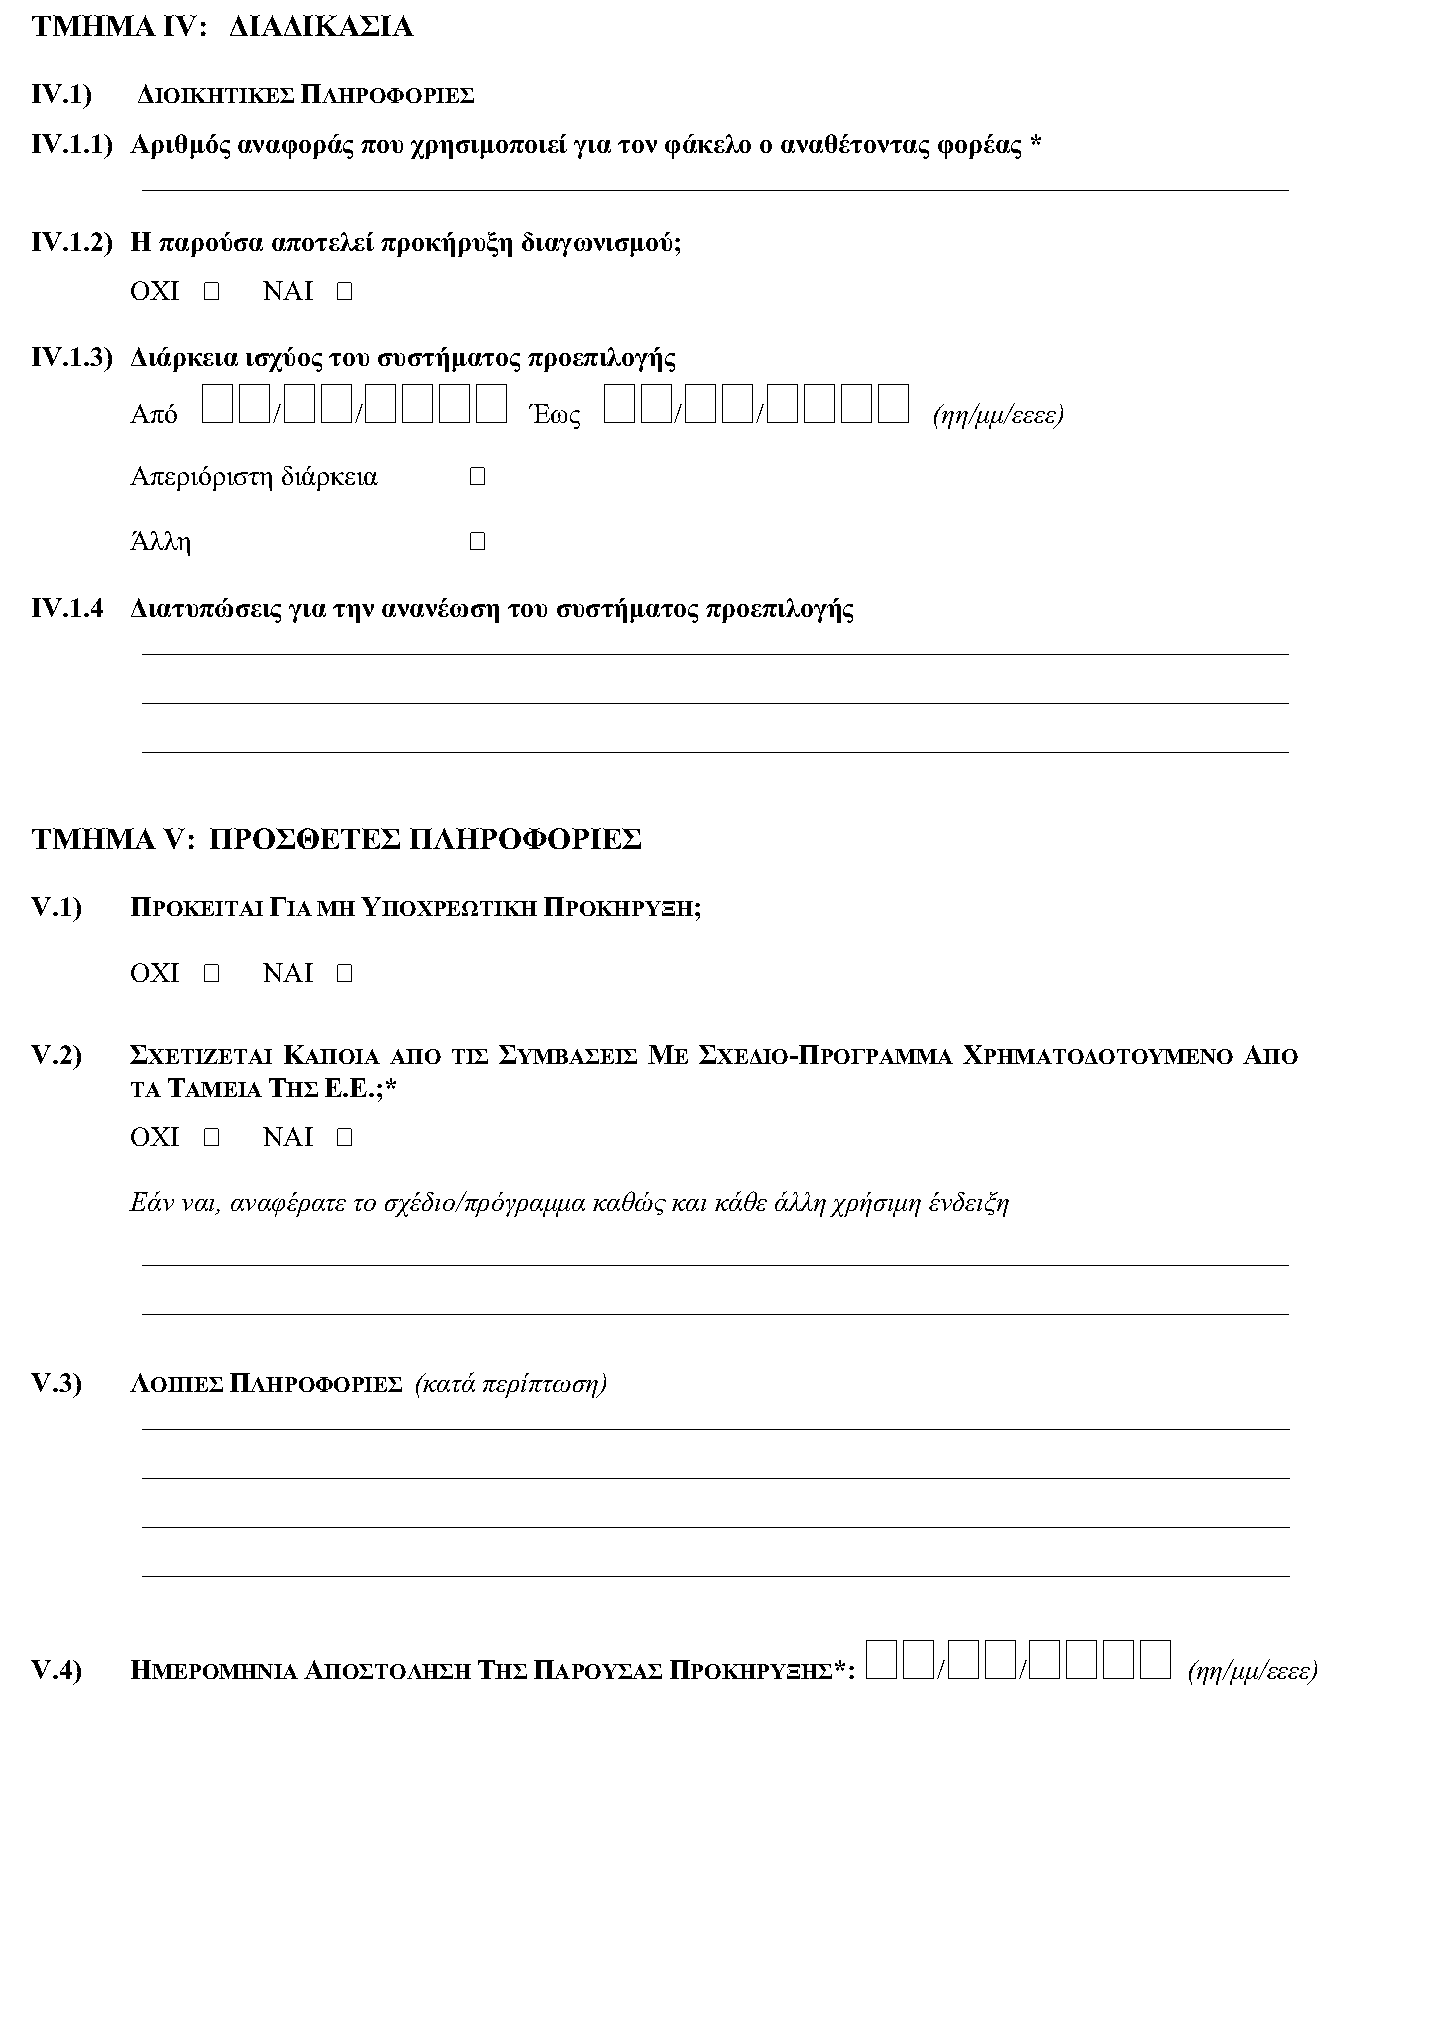 ΤΜΗΜΑ IV: ΔΙΑΔΙΚΑΣΙΑ
IV.1) ΔΙΟΙΚΗΤΙΚΕΣ ΠΛΗΡΟΦΟΡΙΕΣ
IV.1.1) Αριθμός αναφοράς που χρησιμοποιεί για τον φάκελο ο αναθέτοντας φορέας *
IV.1.2) Η παρούσα αποτελεί προκήρυξη διαγωνισμού;
ΟΧΙ □ ΝΑΙ □
IV.1.3) Διάρκεια ισχύος του συστήματος προεπιλογής
Από □□/□□/□□□□ Έως □□/□□/□□□□ (ηη/μμ/εεεε)
Απεριόριστη διάρκεια □
Άλλη □
IV.1.4 Διατυπώσεις για την ανανέωση του συστήματος προεπιλογής
ΤΜΗΜΑ V: ΠΡΟΣΘΕΤΕΣ ΠΛΗΡΟΦΟΡΙΕΣ
V.1) ΠΡΟΚΕΙΤΑΙ ΓΙΑ ΜΗ ΥΠΟΧΡΕΩΤΙΚΗ ΠΡΟΚΗΡΥΞΗ;
ΟΧΙ □ ΝΑΙ □
V.2) ΣΧΕΤΙΖΕΤΑΙ ΚΑΠΟΙΑ ΑΠΟ ΤΙΣ ΣΥΜΒΑΣΕΙΣ ΜΕ ΣΧΕΔΙΟ-ΠΡΟΓΡΑΜΜΑ ΧΡΗΜΑΤΟΔΟΤΟΥΜΕΝΟ ΑΠΟ
ΤΑ ΤΑΜΕΙΑ ΤΗΣ Ε.Ε.;*
ΟΧΙ □ ΝΑΙ □
Εάν ναι, αναφέρατε το σχέδιο/πρόγραμμα καθώς και κάθε άλλη χρήσιμη ένδειξη
V.3) ΛΟΙΠΕΣ ΠΛΗΡΟΦΟΡΙΕΣ (κατά περίπτωση)
V.4) ΗΜΕΡΟΜΗΝΙΑ ΑΠΟΣΤΟΛΗΣΗ ΤΗΣ ΠΑΡΟΥΣΑΣ ΠΡΟΚΗΡΥΞΗΣ*: □□/□□/□□□□ (ηη/μμ/εεεε)